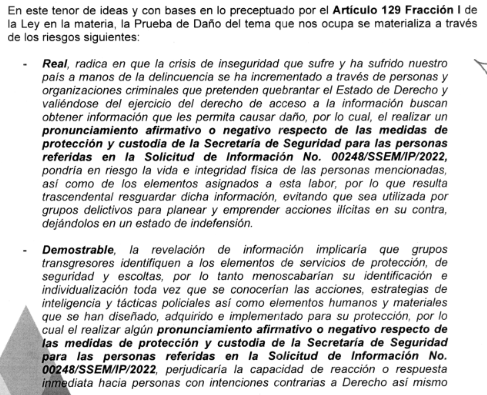 En este tenor de ideas y con bases en lo preceptuado por el Artículo 129 Fracción I de
la Ley en la materia, la Prueba de Daño del tema que nos ocupa se materializa a través
de los riesgos siguientes:
- Real, radica en que la crisis de inseguridad que sufre y ha sufrido nuestro
país a manos de la delincuencia se ha incrementado a través de personas y
organizaciones criminales que pretenden quebrantar el Estado de Derecho y
valiéndose del ejercicio del derecho de acceso a la información buscan
obtener información que les permita causar daño, por lo cual, el realizar un
pronunciamiento afirmativo o negativo respecto de las medidas de
protección y custodia de la Secretaría de Seguridad para las personas
referidas en la Solicitud de Información No. 00248/SSEM/IP/2022,
pondría en riesgo la vida e integridad física de las personas mencionadas,
así como de los elementos asignados a esta labor, por lo que resulta
trascendental resguardar dicha información, evitando que sea utilizada por
grupos delictivos para planear y emprender acciones ilícitas en su contra,
dejándolos en un estado de indefensión.
- Demostrable, la revelación de información implicaría que grupos
transgresores identifiquen a los elementos de servicios de protección, de
seguridad y escoltas, por lo tanto menoscabarían su identificación e
individualización toda vez que se conocerían las acciones, estrategias de
inteligencia y tácticas policiales así como elementos humanos y materiales
que se han diseñado, adquirido e implementado para su protección, por lo
cual el realizar algún pronunciamiento afirmativo o negativo respecto de
las medidas de protección y custodia de la Secretaría de Seguridad
para las personas referidas en la Solicitud de Información No.
00248/SSEM/IP/2022, perjudicaría la capacidad de reacción o respuesta
inmediata hacia personas con intenciones contrarias a Derecho así mismo